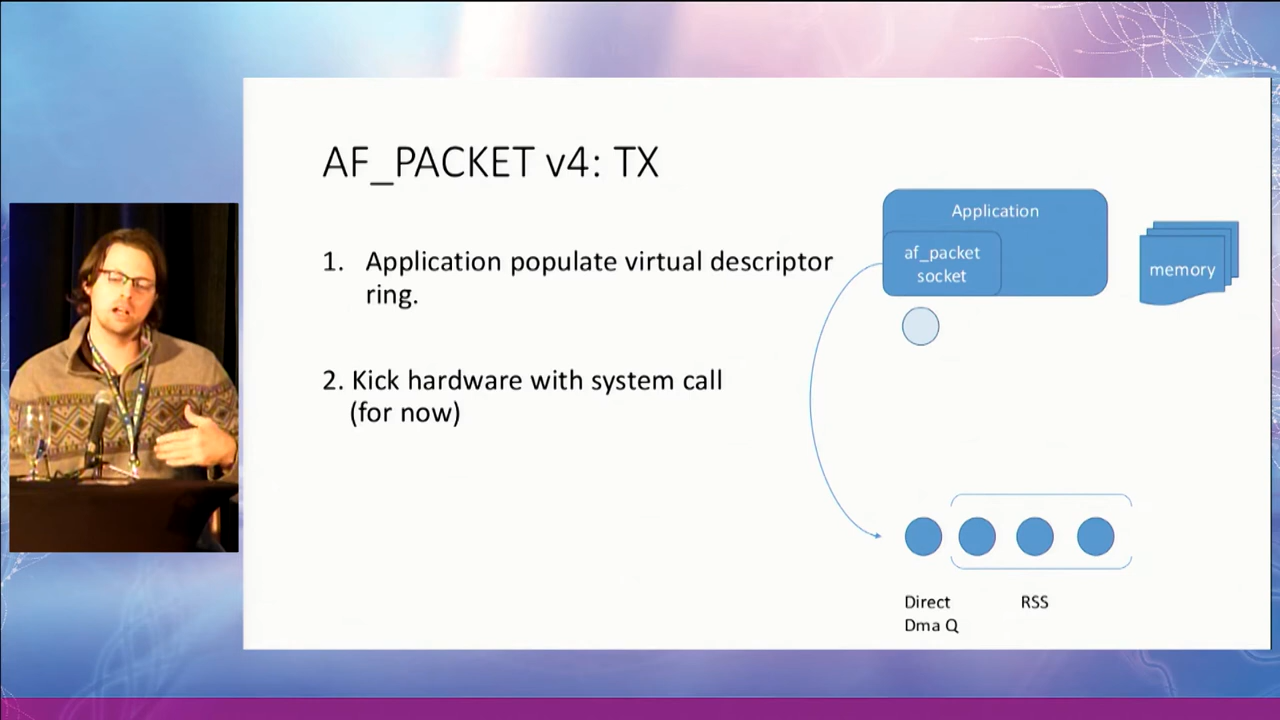 AF_PACKET v4: TX
1. Application populate virtual descriptor
ring.
2. Kick hardware with system call
(for now)
Application
af_packet
socket
memory
Direct
Dma Q
RSS